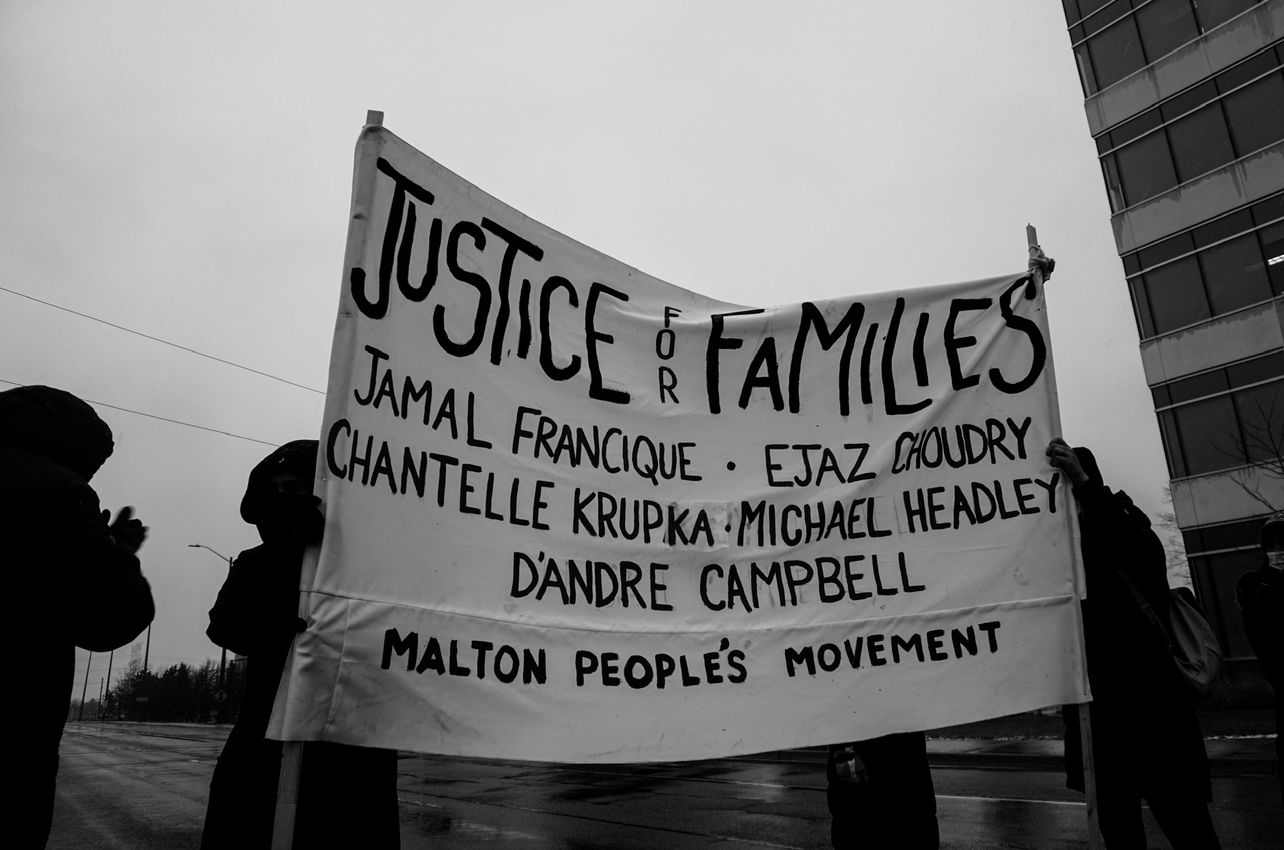 JUSTICE FOR FAMILIES
JAMAL FRANCIQUE · EJAZ CHOUDRY
CHANTELLE KRUPKA · MICHAEL HEADLEY
D'ANDRE CAMPBELL
MALTON PEOPLE'S MOVEMENT